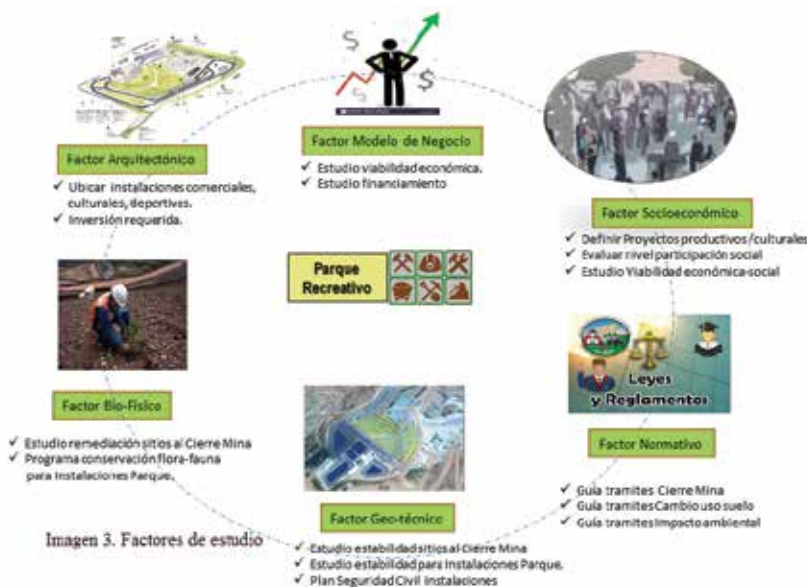 Factor Arquitectónico
✓ Ubicar instalaciones comerciales,
culturales, deportivas.
✓ Inversión requerida.
$
$
Factor Modelo de Negocio
✓ Estudio viabilidad económica.
✓ Estudio financiamiento
Factor Socioeconómico
✓ Definir Proyectos productivos/culturales
✓ Evaluar nivel participación social
✓ Estudio Viabilidad económica-social
Parque
Recreativo
Leyes
y Reglamentos
Factor Bio-Físico
✓ Estudio remediación sitios al Cierre Mina
✓ Programa conservación flora-fauna
para Instalaciones Parque.
Factor Normativo
✓ Guía tramites Cierre Mina
✓ Guía tramites Cambio uso suelo
✓ Guía tramites Impacto ambiental
Factor Geo-técnico
✓ Estudio estabilidad sitios al Cierre Mina
✓ Estudio estabilidad para Instalaciones Parque.
✓ Plan Seguridad Civil Instalaciones
Imagen 3. Factores de estudio